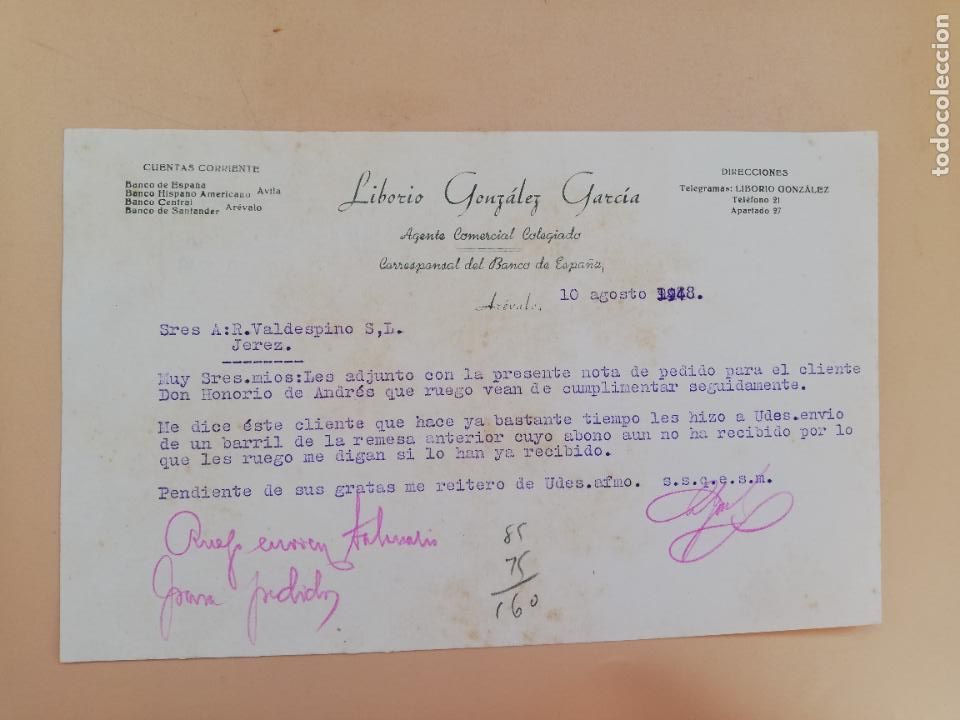 CUENTAS CORRIENTE
Banco de España
Banco Hispano Americano Avila
Banco Central
Banco de Santander Arévalo
Liborio González García
Agente Comercial Colegiado
Corresponsal del Banco de España,
DIRECCIONES
Telegramas: LIBORIO GONZÁLEZ
Teléfono 21
Apartado 27
Arévalo, 10 agosto 1948.
Sres A:R.Valdespino S,L.
Jerez.
Muy Sres.mios:Les adjunto con la presente nota de pedido para el cliente
Don Honorio de Andrés que ruego vean de cumplimentar seguidamente.
Me dice éste cliente que hace ya bastante tiempo les hizo a Udes.envio
de un barril de la remesa anterior cuyo abono aun no ha recibido por lo
que les ruego me digan si lo han ya recibido.
Pendiente de sus gratas me reitero de Udes.afmo. s.s.q.e.s.m.
Ruego envien talonario
para pedidos
85
75
160
todocoleccion